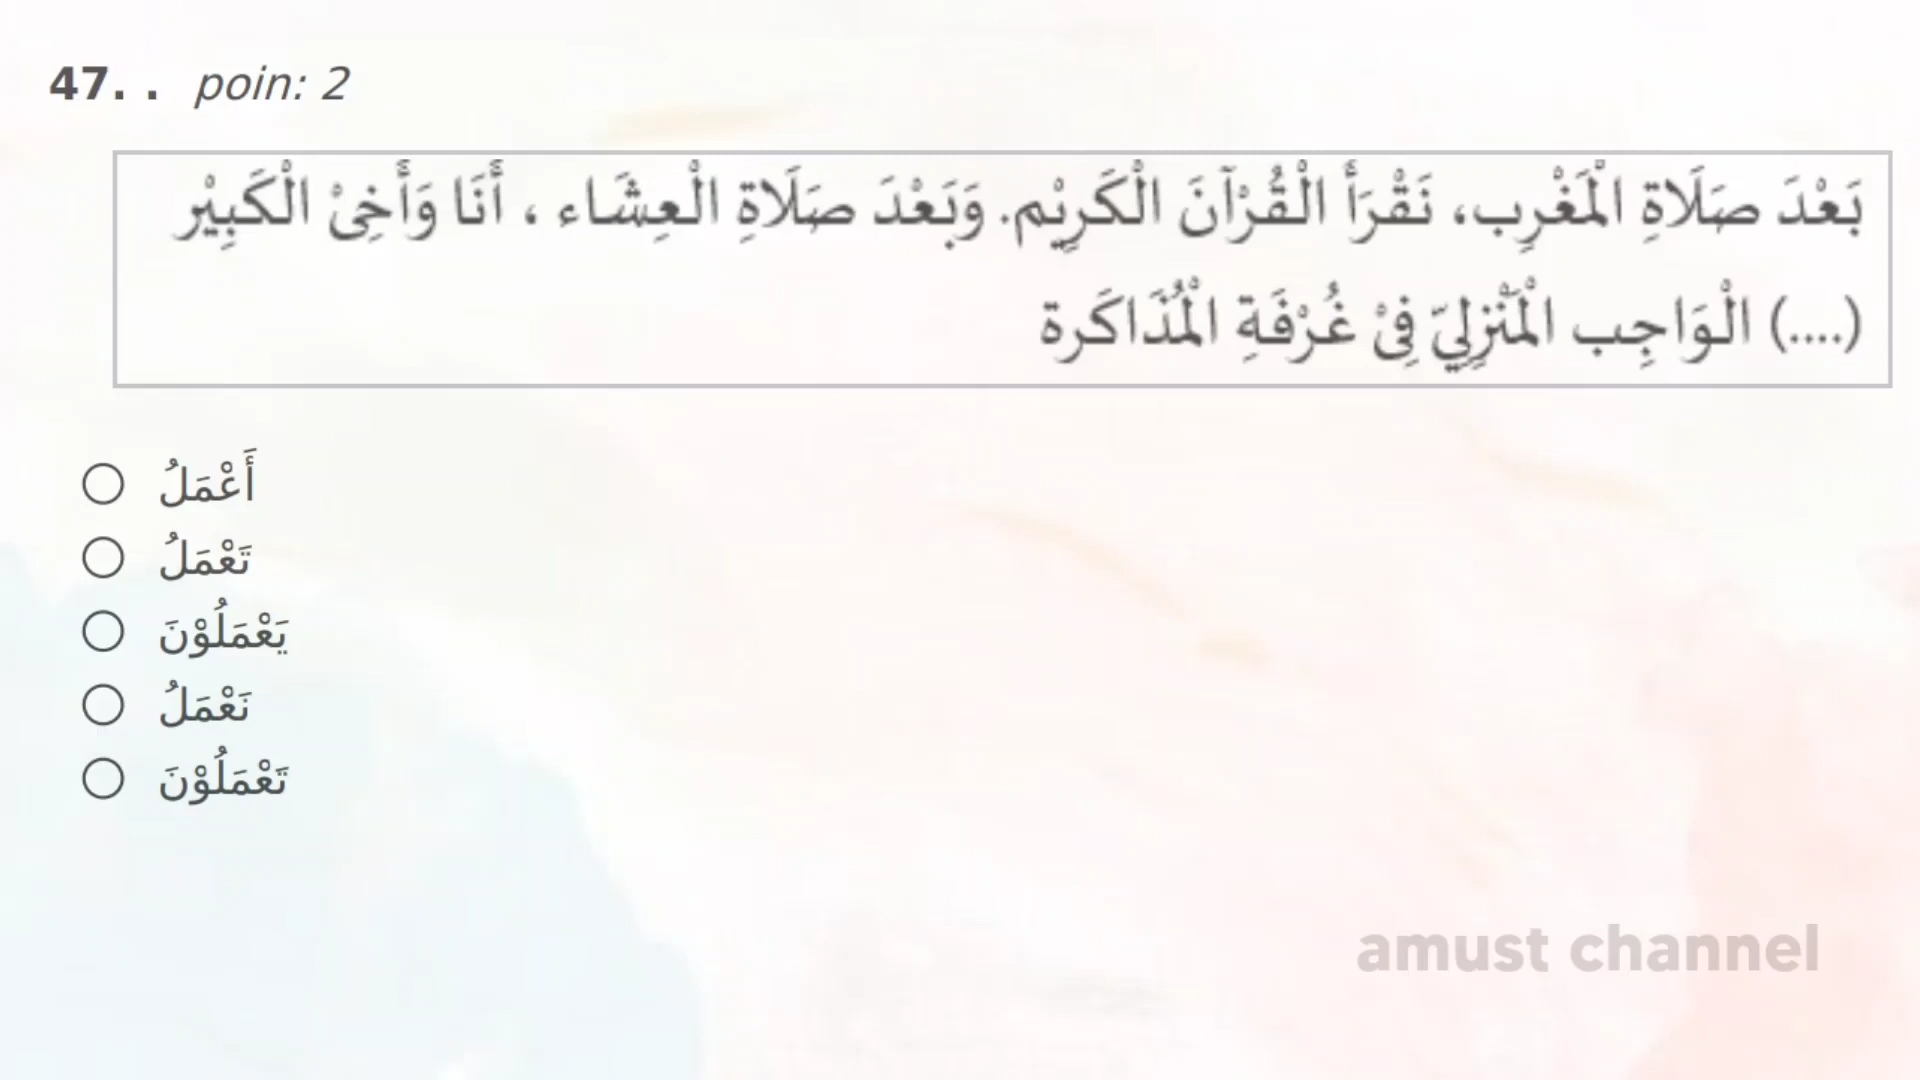 47. . poin: 2
بَعْدَ صَلَاةِ الْمَغْرِب، نَقْرَأُ الْقُرْآنَ الْكَرِيْم. وَبَعْدَ صَلَاةِ الْعِشَاء ، أَنَا وَأَخِيْ الْكَبِيْر
(....) الْوَاجِب الْمَنْزِلِيّ فِيْ غُرْفَةِ الْمُذَاكَرة
أَعْمَلُ
تَعْمَلُ
يَعْمَلُوْنَ
نَعْمَلُ
تَعْمَلُوْنَ
amust channel